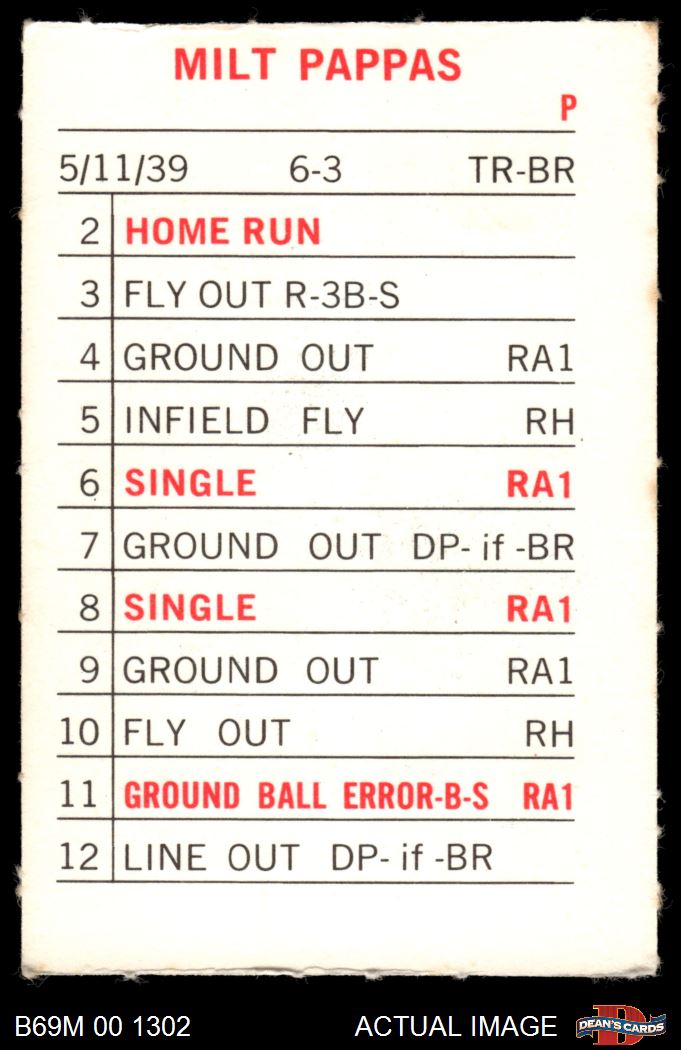 MILT PAPPAS
P
5/11/39 6-3 TR-BR
2 HOME RUN
3 FLY OUT R-3B-S
4 GROUND OUT RA1
5 INFIELD FLY RH
6 SINGLE RA1
7 GROUND OUT DP- if -BR
8 SINGLE RA1
9 GROUND OUT RA1
10 FLY OUT RH
11 GROUND BALL ERROR-B-S RA1
12 LINE OUT DP- if -BR
B69M 00 1302 ACTUAL IMAGE D DEAN'S CARDS